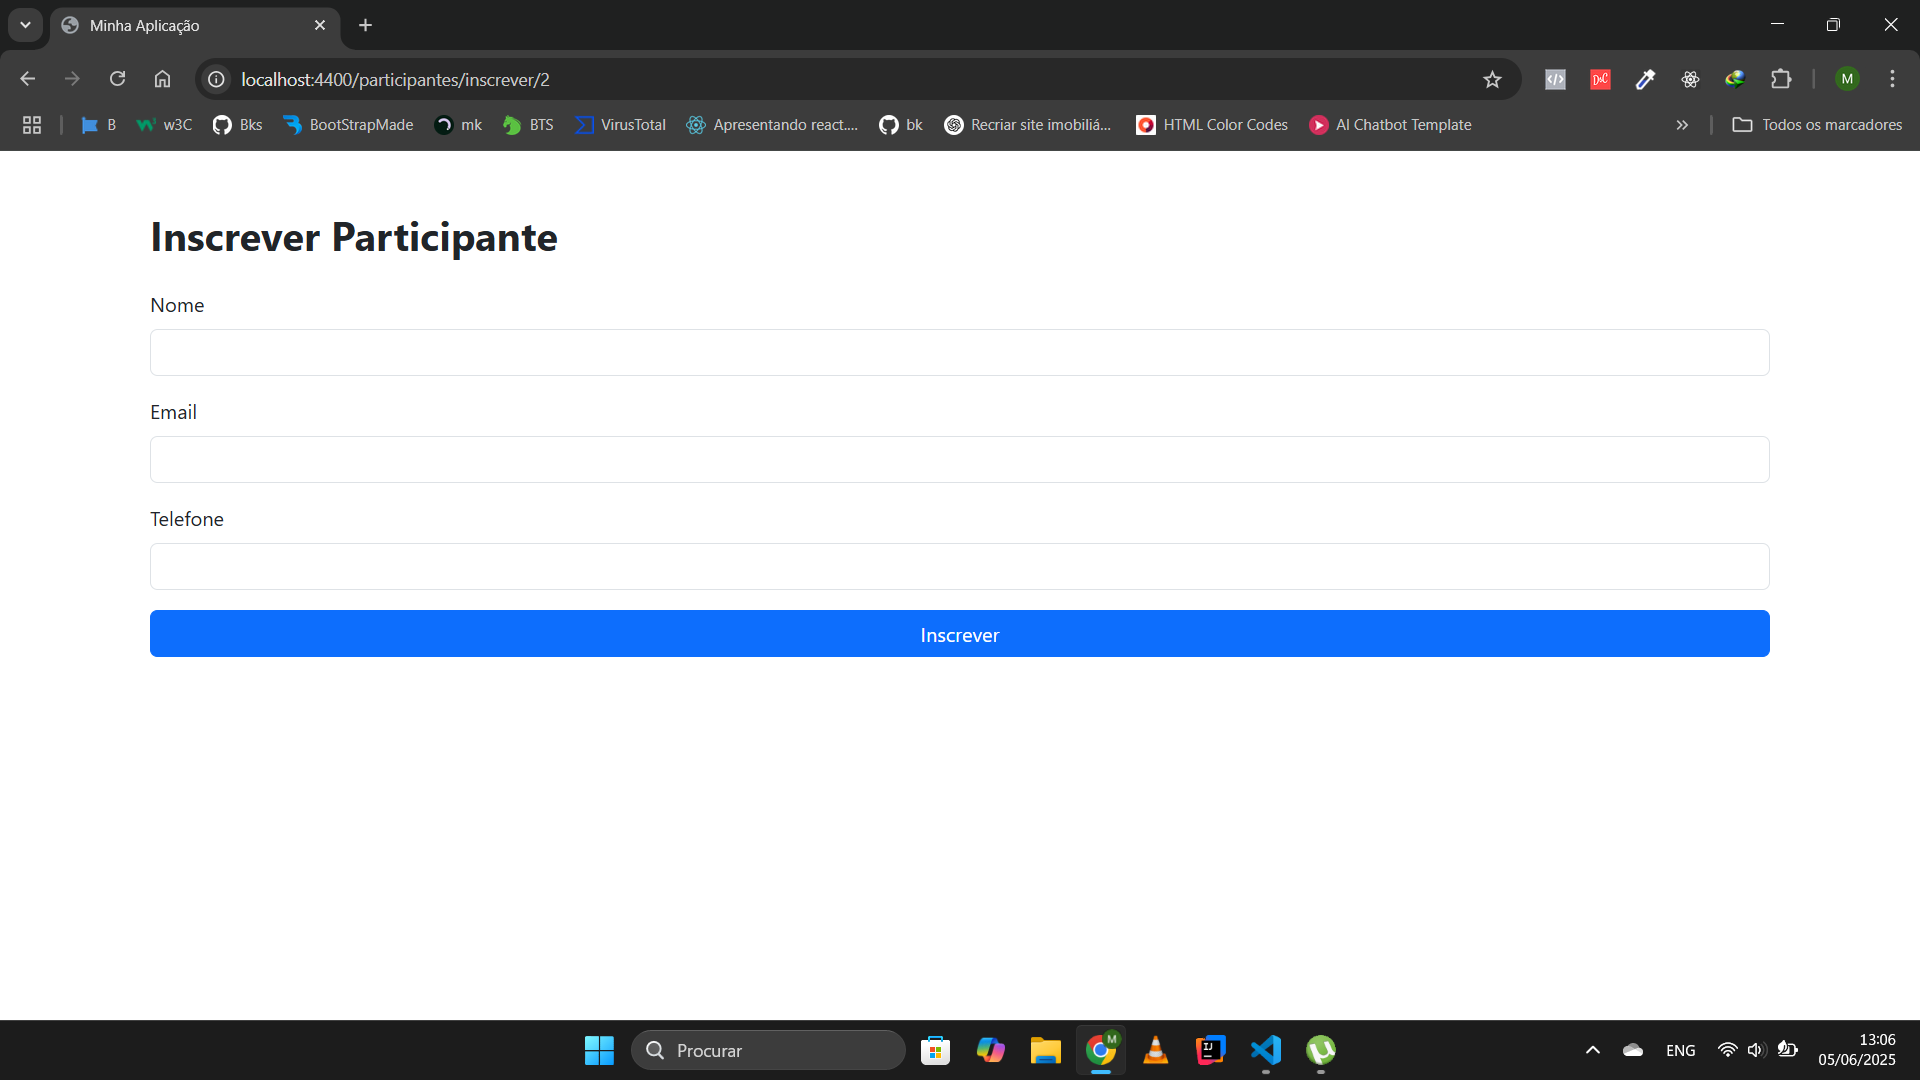 Minha Aplicação
localhost:4400/participantes/inscrever/2
M
B
w3C
Bks
BootStrapMade
mk
BTS
VirusTotal
Apresentando react....
bk
Recriar site imobiliá...
HTML Color Codes
AI Chatbot Template
Todos os marcadores
Inscrever Participante
Nome
Email
Telefone
Inscrever
Procurar
M
IJ
ENG
13:06
05/06/2025